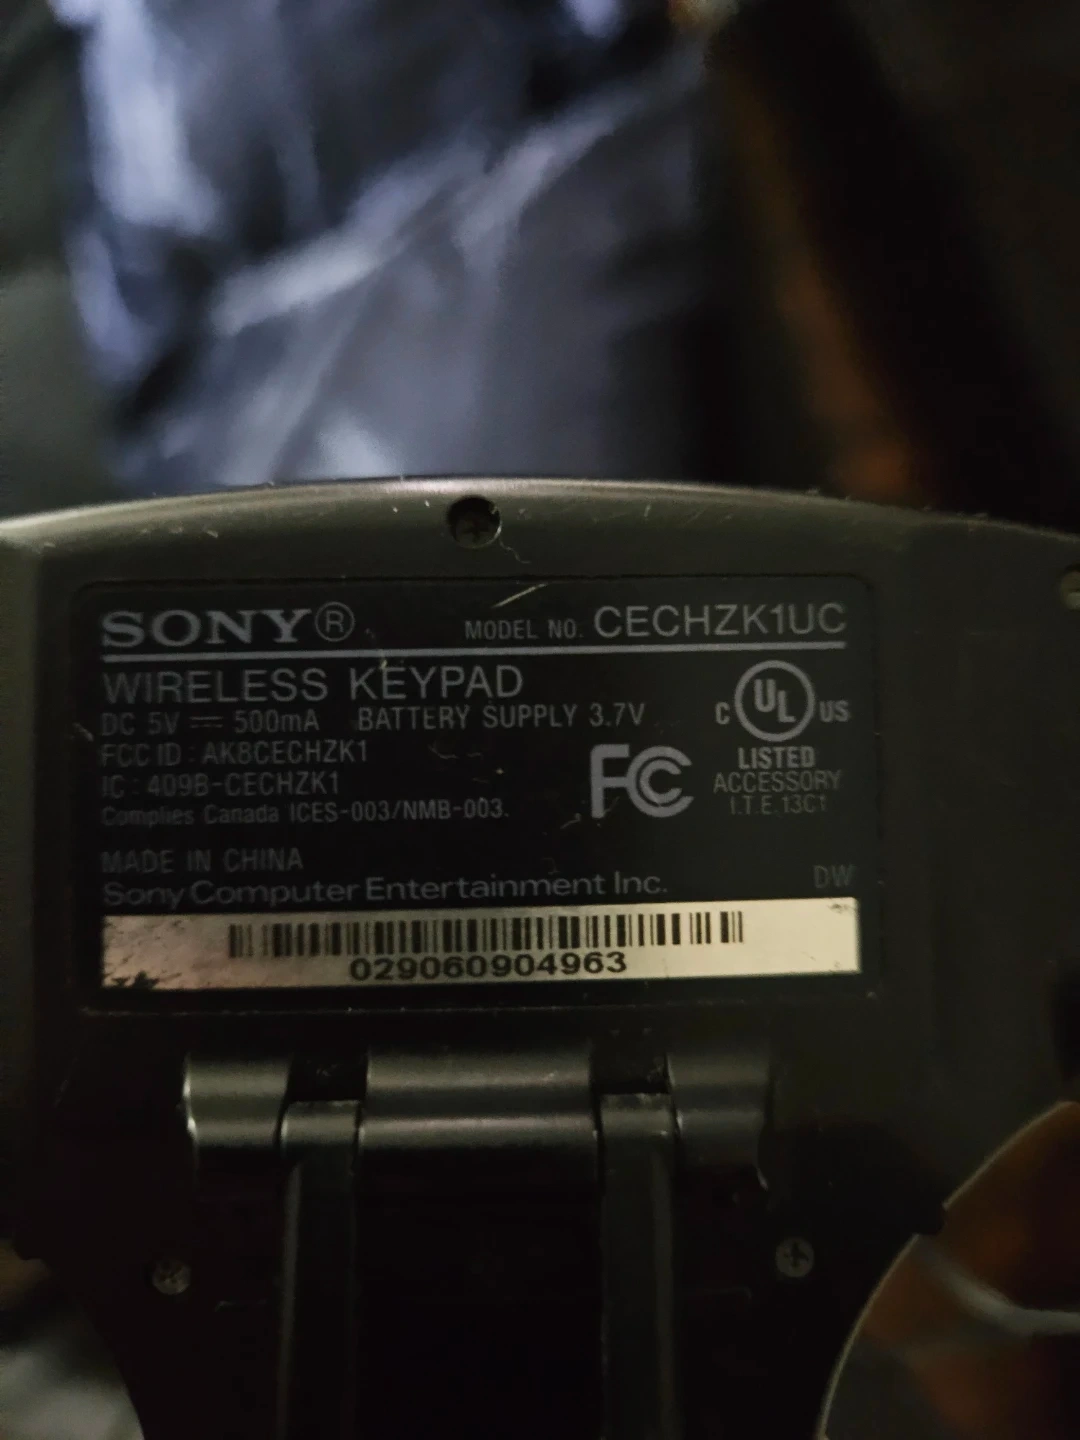 SONY® MODEL NO. CECHZK1UC
WIRELESS KEYPAD
DC 5V ⎓ 500mA BATTERY SUPPLY 3.7V
FCC ID : AK8CECHZK1
IC : 409B-CECHZK1
Complies Canada ICES-003/NMB-003.
C UL US
LISTED
ACCESSORY
I.T.E. 13C1
FC
MADE IN CHINA
Sony Computer Entertainment Inc. DW
029060904963